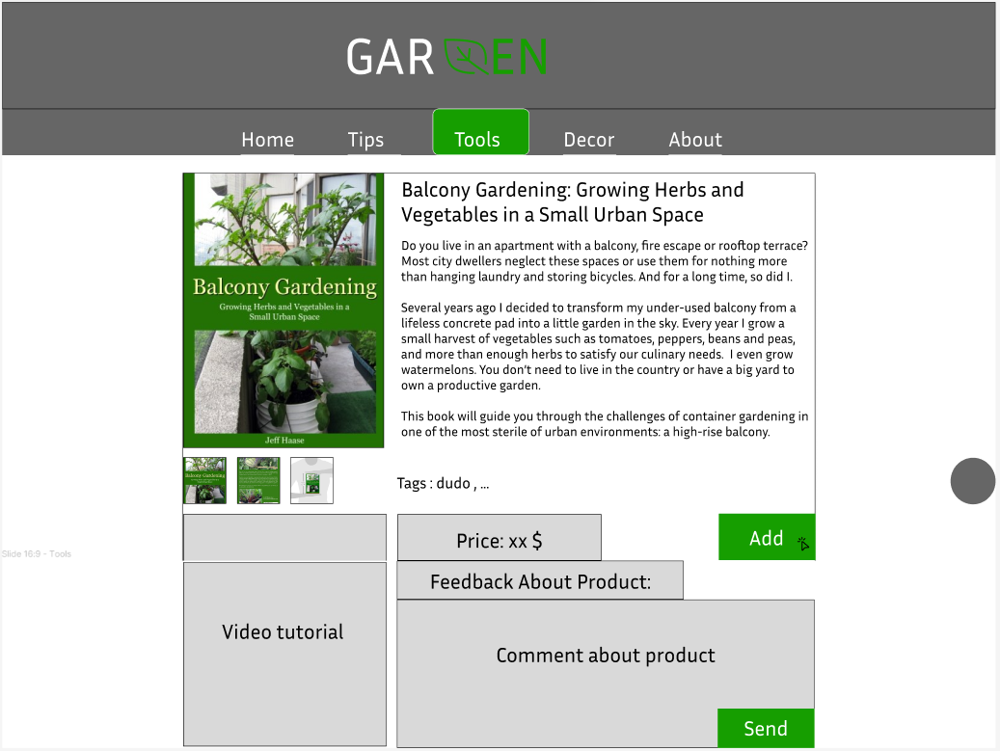 GAR EN
Home Tips Tools Decor About
Balcony Gardening: Growing Herbs and
Vegetables in a Small Urban Space
Do you live in an apartment with a balcony, fire escape or rooftop terrace?
Most city dwellers neglect these spaces or use them for nothing more
than hanging laundry and storing bicycles. And for a long time, so did I.
Several years ago I decided to transform my under-used balcony from a
lifeless concrete pad into a little garden in the sky. Every year I grow a
small harvest of vegetables such as tomatoes, peppers, beans and peas,
and more than enough herbs to satisfy our culinary needs. I even grow
watermelons. You don’t need to live in the country or have a big yard to
own a productive garden.
This book will guide you through the challenges of container gardening in
one of the most sterile of urban environments: a high-rise balcony.
Balcony Gardening
Growing Herbs and Vegetables in a
Small Urban Space
Jeff Haase
Balcony Gardening
Tags : dudo , ...
Price: xx $
Add
Slide 16:9 - Tools
Feedback About Product:
Video tutorial
Comment about product
Send